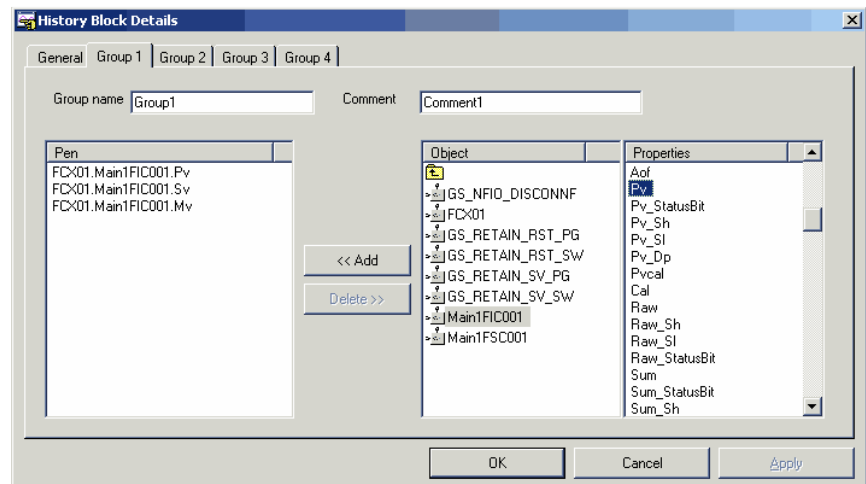 History Block Details
General Group 1 Group 2 Group 3 Group 4
Group name Group1 Comment Comment1
Pen
FCX01.Main1FIC001.Pv
FCX01.Main1FIC001.Sv
FCX01.Main1FIC001.Mv
<< Add
Delete >>
Object
GS_NFIO_DISCONNF
FCX01
GS_RETAIN_RST_PG
GS_RETAIN_RST_SW
GS_RETAIN_SV_PG
GS_RETAIN_SV_SW
Main1FIC001
Main1FSC001
Properties
Aof
Pv
Pv_StatusBit
Pv_Sh
Pv_Sl
Pv_Dp
Pvcal
Cal
Raw
Raw_Sh
Raw_Sl
Raw_StatusBit
Sum
Sum_StatusBit
Sum_Sh
OK Cancel Apply